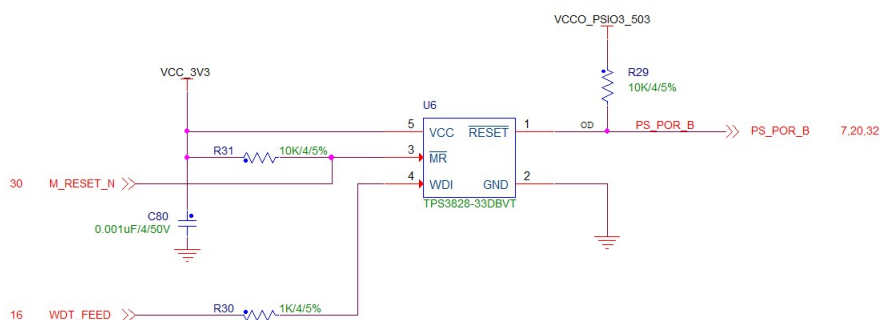 VCCO_PSIO3_503
VCC_3V3
R29
10K/4/5%
U6
5 VCC RESET 1 OD PS_POR_B PS_POR_B 7,20,32
R31 10K/4/5% 3 MR
30 M_RESET_N 4 WDI GND 2
TPS3828-33DBVT
C80
0.001uF/4/50V
16 WDT_FEED R30 1K/4/5%